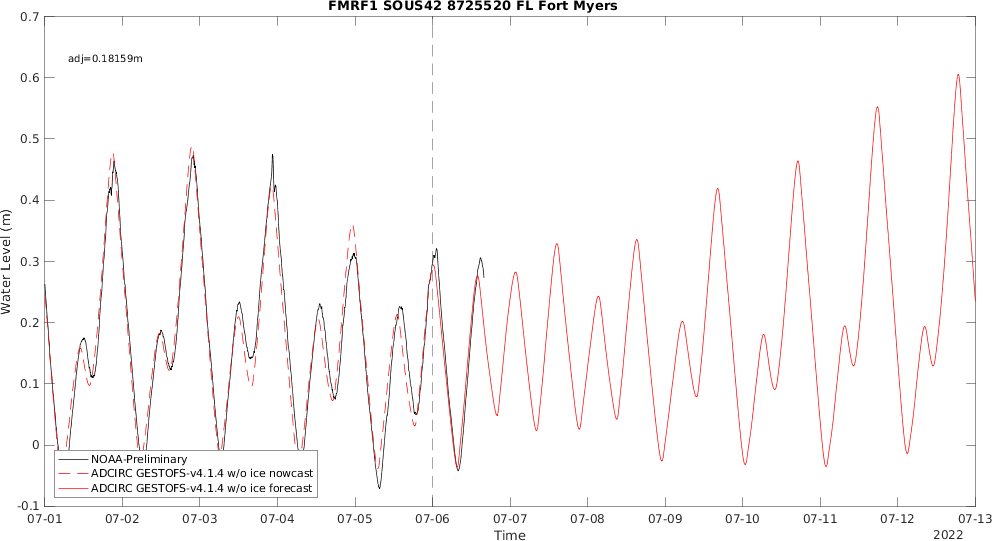 FMRF1 SOUS42 8725520 FL Fort Myers
adj=0.18159m
Water Level (m)
0.7
0.6
0.5
0.4
0.3
0.2
0.1
0
-0.1
NOAA-Preliminary
ADCIRC GESTOFS-v4.1.4 w/o ice nowcast
ADCIRC GESTOFS-v4.1.4 w/o ice forecast
07-01 07-02 07-03 07-04 07-05 07-06 07-07 07-08 07-09 07-10 07-11 07-12 07-13
Time
2022